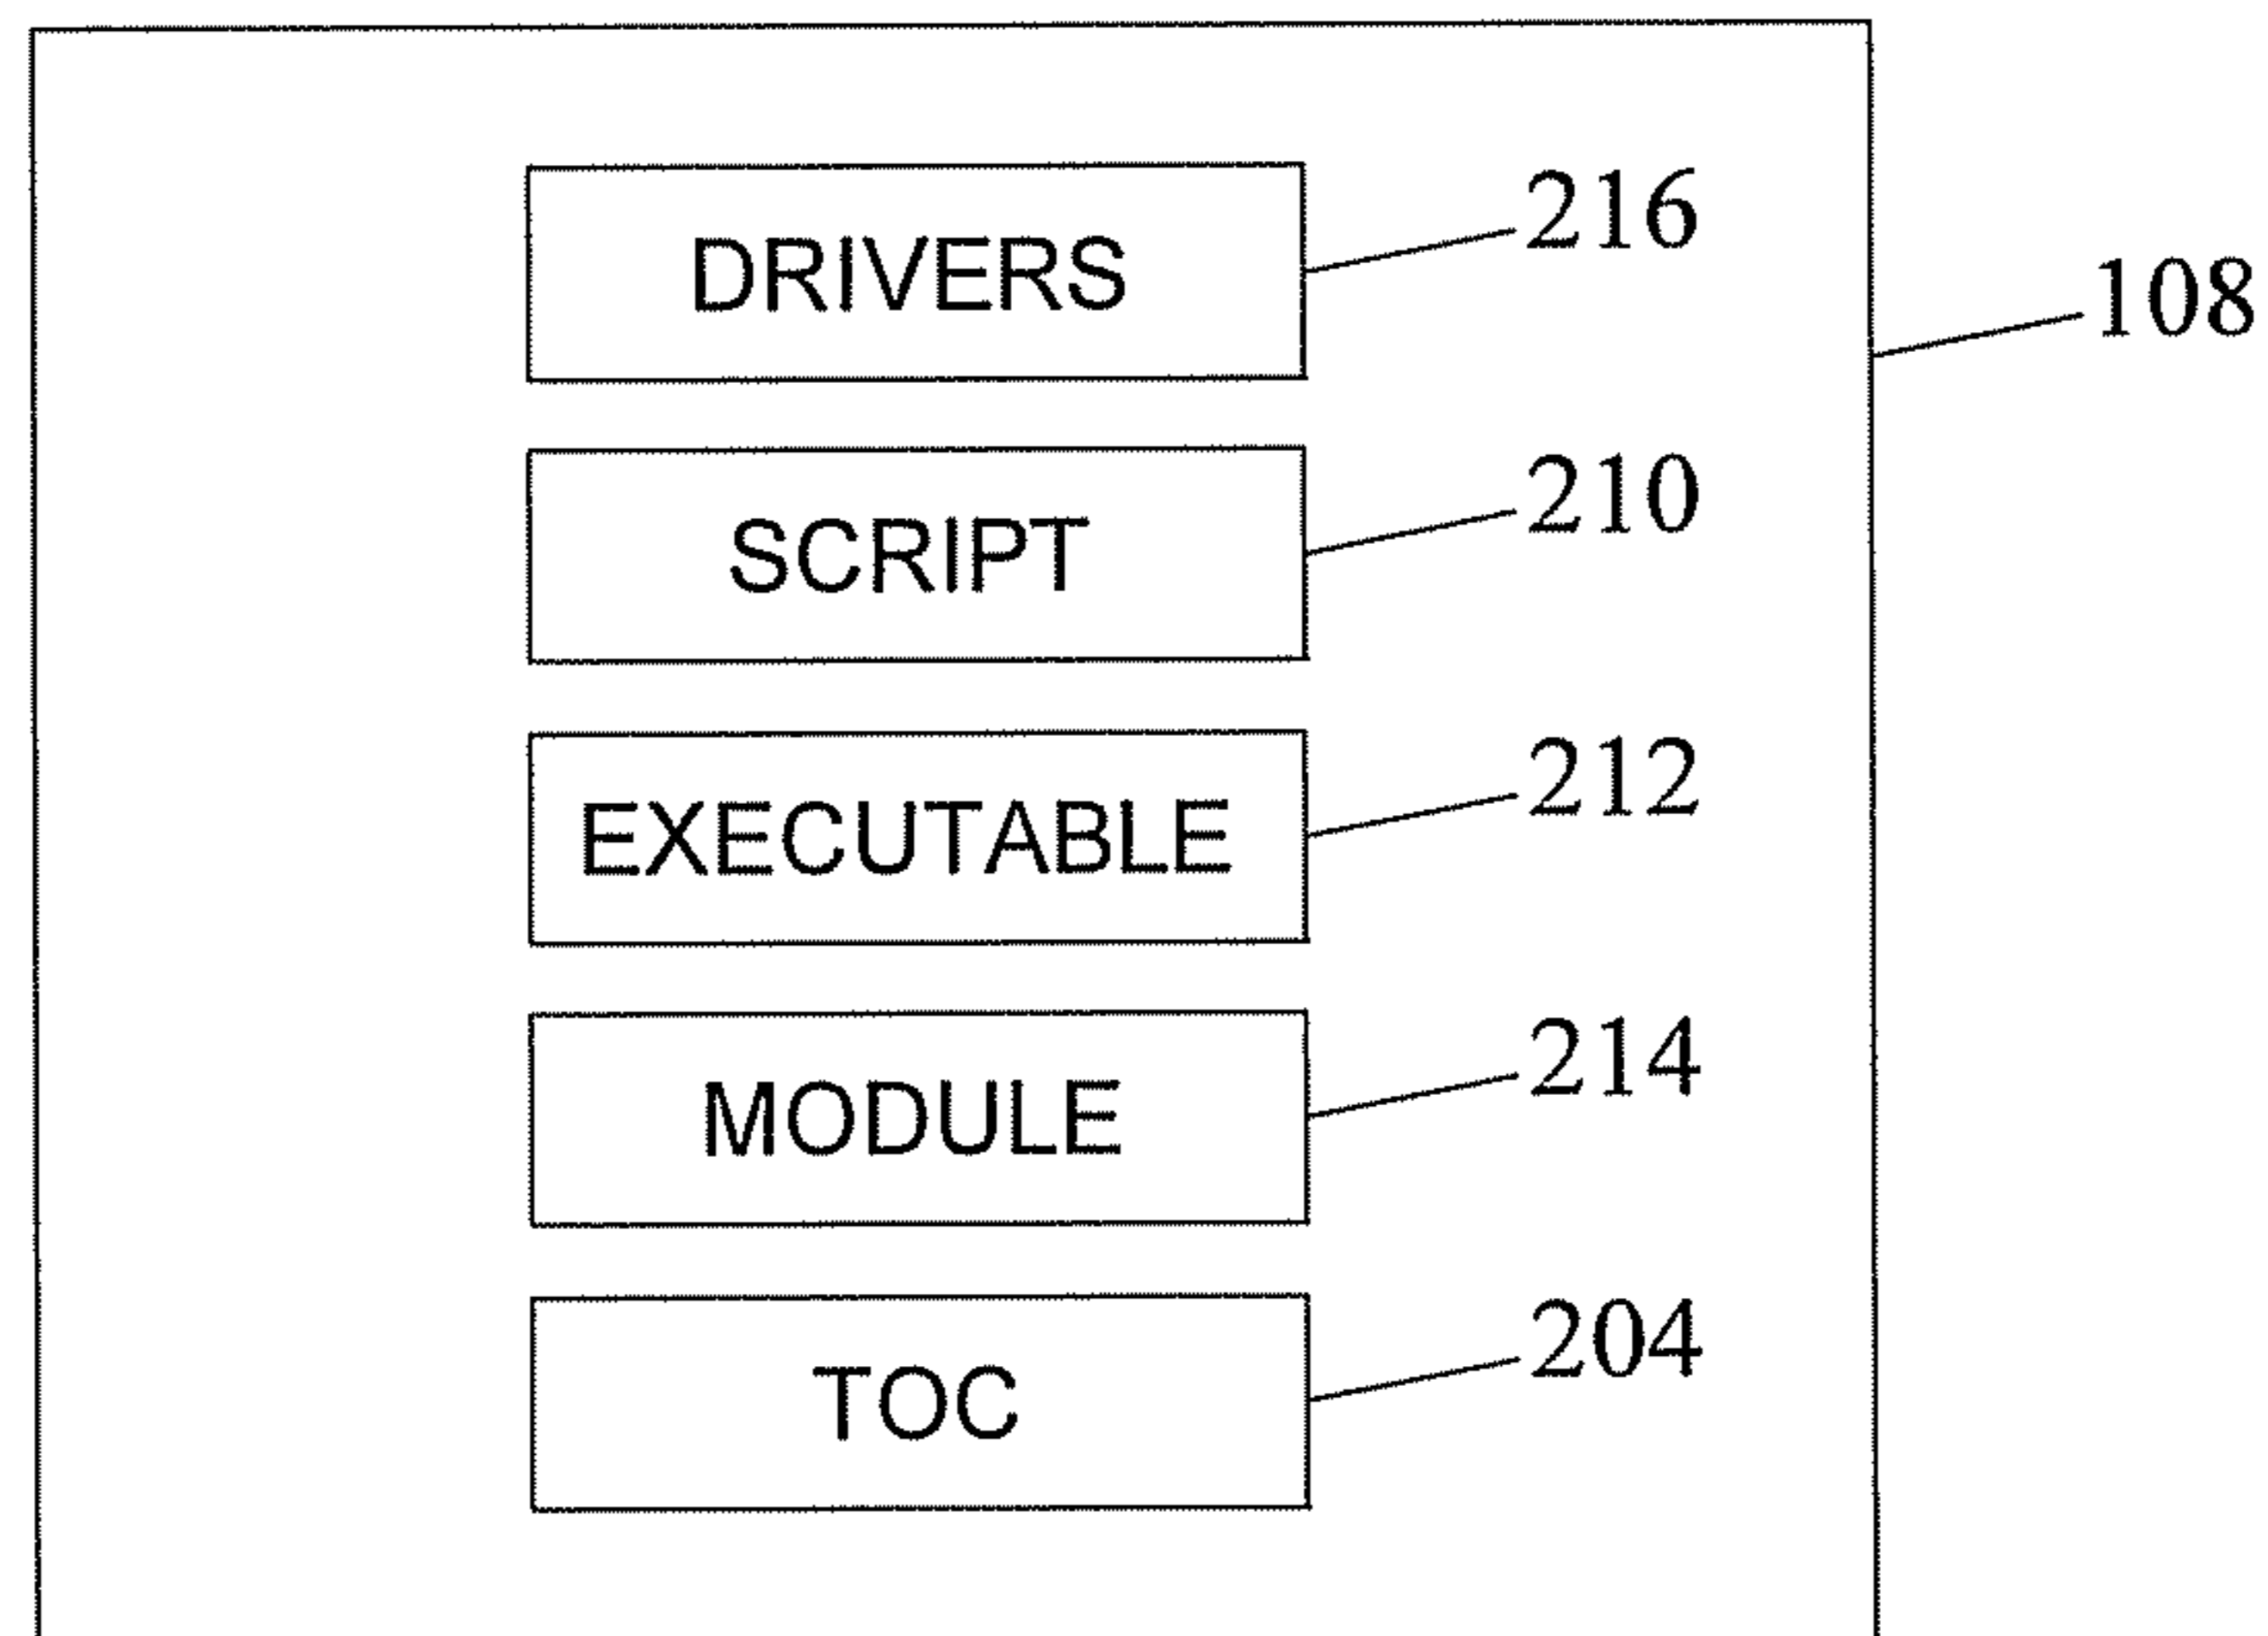 DRIVERS 216
108
SCRIPT 210
EXECUTABLE 212
MODULE 214
TOC 204